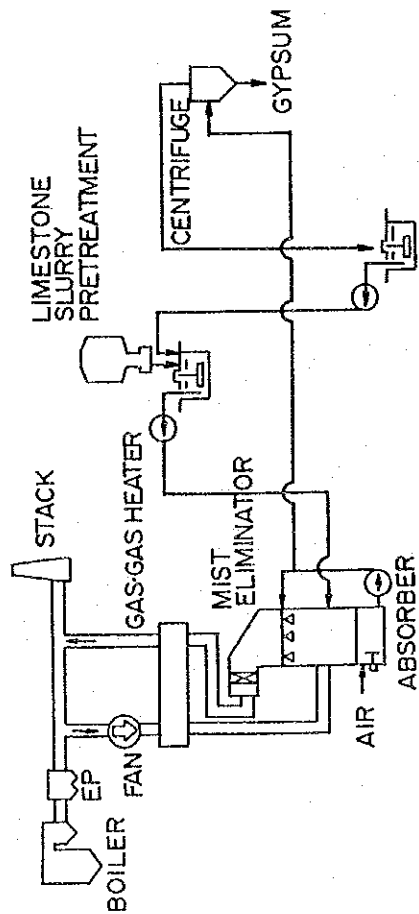 BOILER
EP
FAN
STACK
GAS-GAS HEATER
LIMESTONE
SLURRY
PRETREATMENT
MIST
ELIMINATOR
AIR
ABSORBER
CENTRIFUGE
GYPSUM